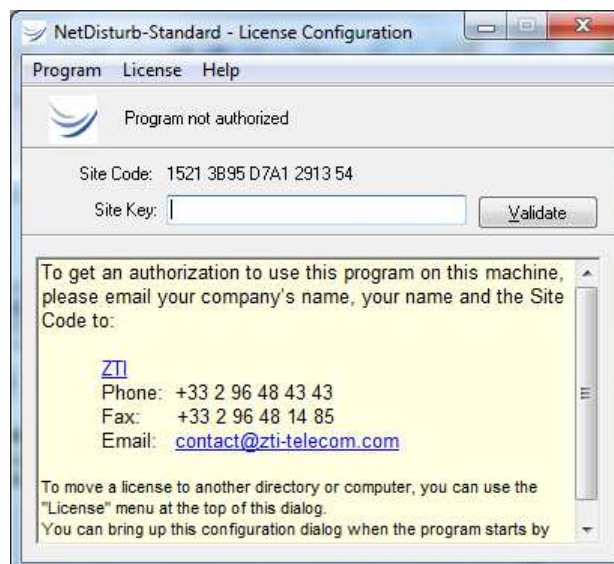 NetDisturb-Standard - License Configuration
Program License Help
Program not authorized
Site Code: 1521 3B95 D7A1 2913 54
Site Key:
Validate
To get an authorization to use this program on this machine,
please email your company's name, your name and the Site
Code to:
ZTI
Phone: +33 2 96 48 43 43
Fax: +33 2 96 48 14 85
Email: contact@zti-telecom.com
To move a license to another directory or computer, you can use the
"License" menu at the top of this dialog.
You can bring up this configuration dialog when the program starts by